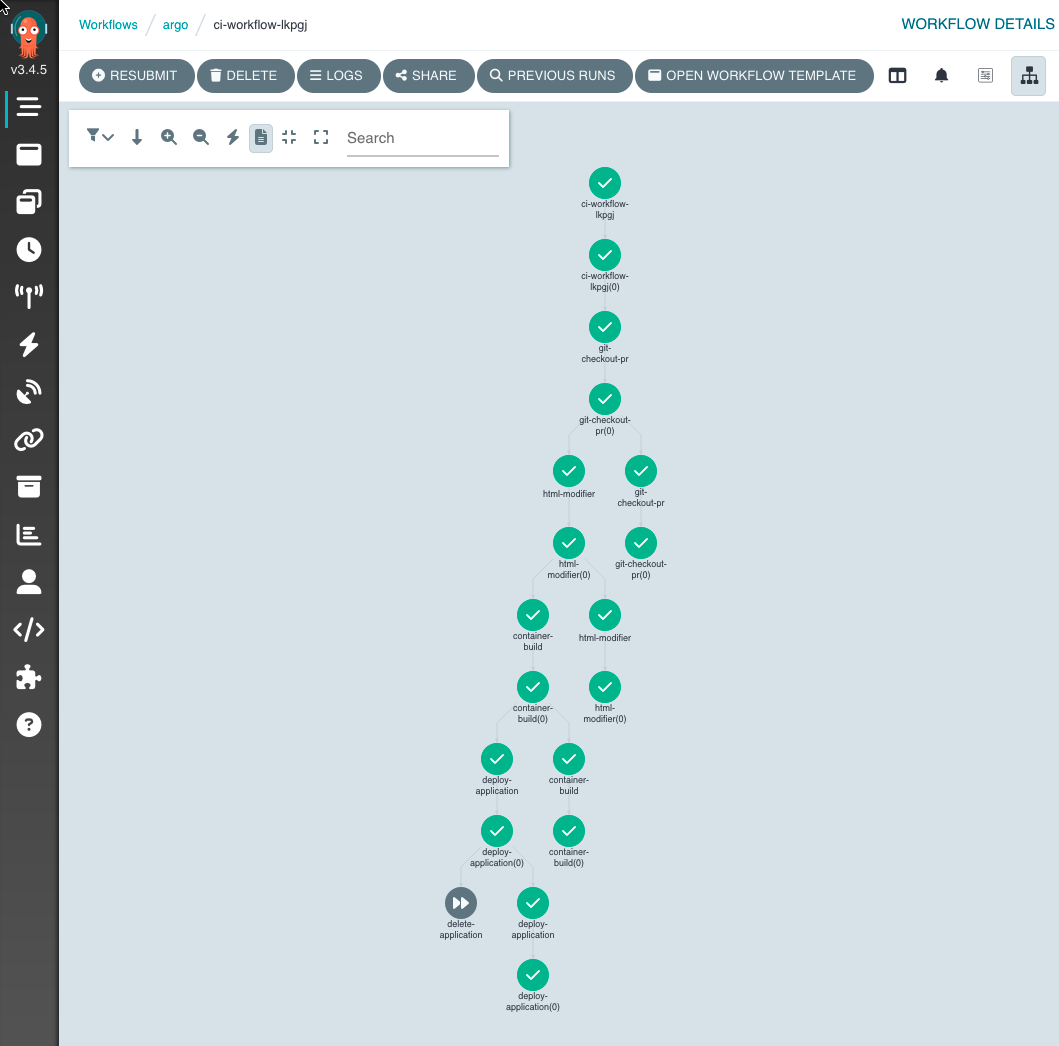 Workflows / argo / ci-workflow-lkpgj
WORKFLOW DETAILS
v3.4.5
RESUBMIT DELETE LOGS SHARE PREVIOUS RUNS OPEN WORKFLOW TEMPLATE
Search
ci-workflow-
lkpgj
ci-workflow-
lkpgj(0)
git-
checkout-pr
git-checkout-
pr(0)
html-modifier
git-
checkout-pr
html-
modifier(0)
git-checkout-
pr(0)
container-
build
html-modifier
container-
build(0)
html-
modifier(0)
deploy-
application
container-
build
deploy-
application(0)
container-
build(0)
delete-
application
deploy-
application
deploy-
application(0)